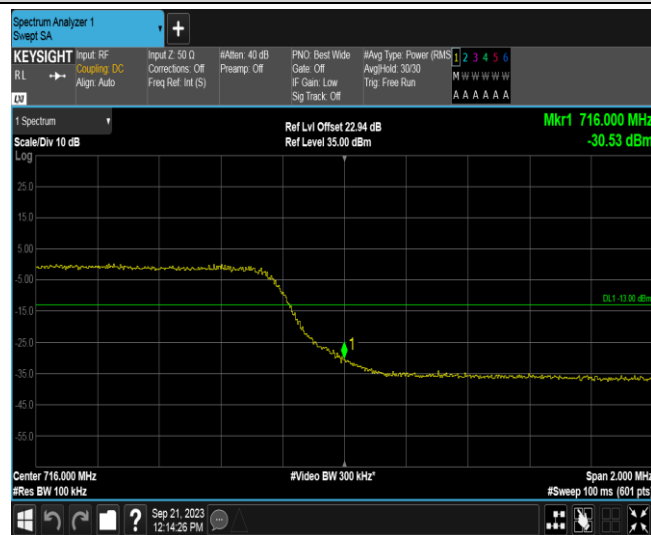 Spectrum Analyzer 1
Swept SA
KEYSIGHT
RL
LXI
Input: RF
Coupling: DC
Align: Auto
Input Z: 50 Ω
Corrections: Off
Freq Ref: Int (S)
#Atten: 40 dB
Preamp: Off
PNO: Best Wide
Gate: Off
IF Gain: Low
Sig Track: Off
#Avg Type: Power (RMS
Avg|Hold: 30/30
Trig: Free Run
1 2 3 4 5 6
M W W W W W
A A A A A A
1 Spectrum
Scale/Div 10 dB
Ref Lvl Offset 22.94 dB
Ref Level 35.00 dBm
Mkr1 716.000 MHz
-30.53 dBm
Log
25.0
15.0
5.00
-5.00
DL1 -13.00 dBm
-15.0
-25.0
1
-35.0
-45.0
-55.0
Center 716.000 MHz
#Res BW 100 kHz
#Video BW 300 kHz*
Span 2.000 MHz
#Sweep 100 ms (601 pts)
?
Sep 21, 2023
12:14:26 PM